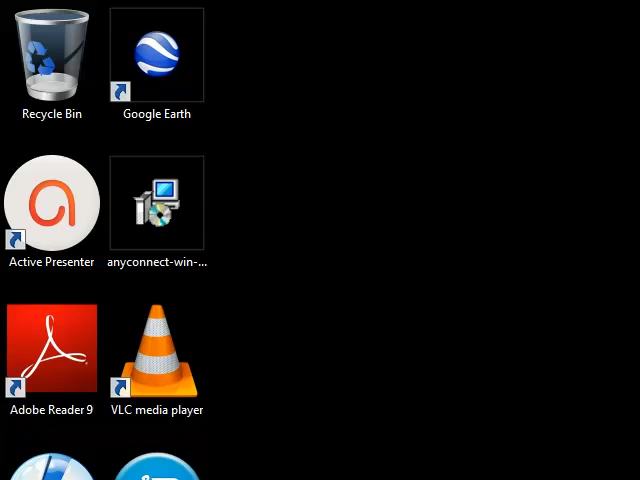 Recycle Bin
Google Earth
Active Presenter
anyconnect-win-...
Adobe Reader 9
VLC media player